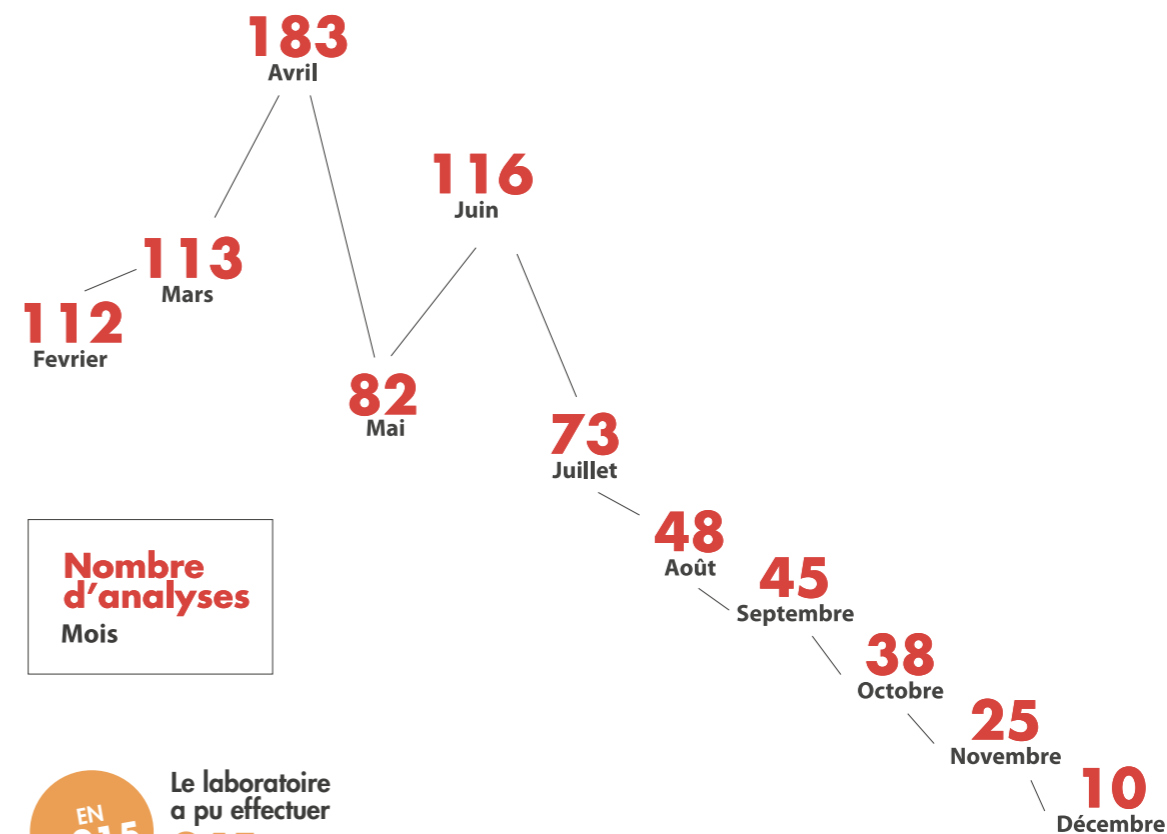 183
Avril
116
Juin
113
Mars
112
Fevrier
82
Mai
73
Juillet
48
Août
45
Septembre
38
Octobre
25
Novembre
10
Décembre
Nombre
d'analyses
Mois
EN
Le laboratoire
a pu effectuer